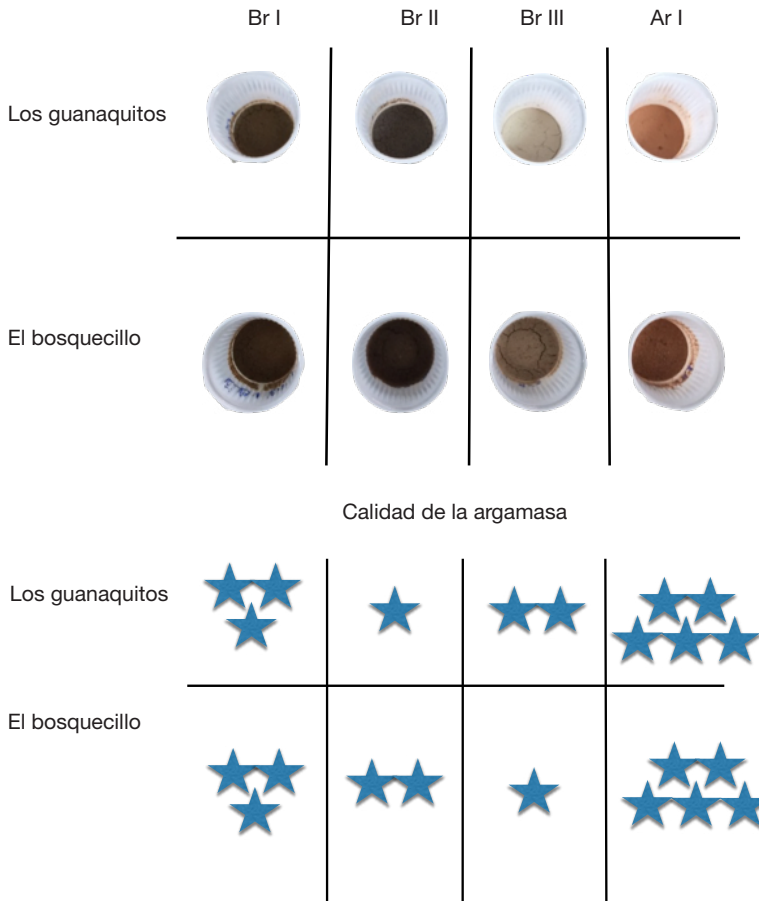 Br I Br II Br III Ar I
Los guanaquitos
El bosquecillo
Calidad de la argamasa
Los guanaquitos
El bosquecillo